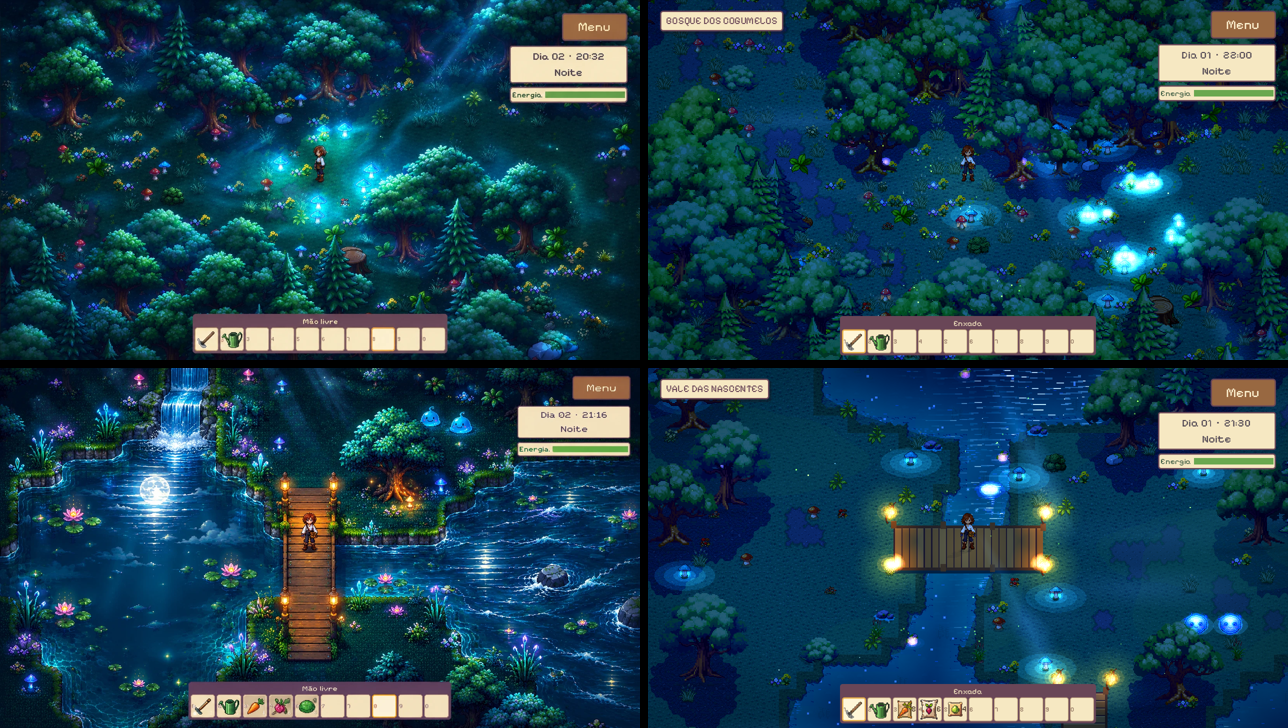 Menu
Dia 02 · 20:32
Noite
Energia
Mão livre
BOSQUE DOS COGUMELOS
Menu
Dia 01 · 22:00
Noite
Energia
Enxada
Menu
Dia 02 · 21:16
Noite
Energia
Mão livre
VALE DAS NASCENTES
Menu
Dia 01 · 21:30
Noite
Energia
Enxada